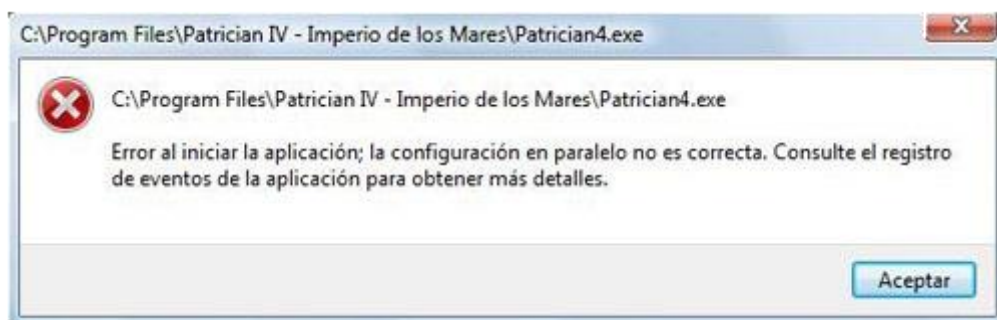 C:\Program Files\Patrician IV - Imperio de los Mares\Patrician4.exe
C:\Program Files\Patrician IV - Imperio de los Mares\Patrician4.exe
Error al iniciar la aplicación; la configuración en paralelo no es correcta. Consulte el registro
de eventos de la aplicación para obtener más detalles.
Aceptar